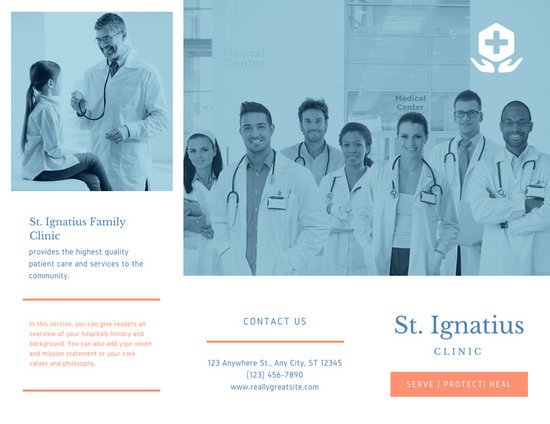 St. Ignatius Family
Clinic
provides the highest quality
patient care and services to the
community.
In this section, you can give readers an
overview of your hospital's history and
background. You can also add your vision
and mission statement or your core
values and philosophy.
Medical
Center
Medical
Center
CONTACT US
123 Anywhere St., Any City, ST 12345
(123) 456-7890
www.reallygreatsite.com
St. Ignatius
CLINIC
SERVE | PROTECT| HEAL